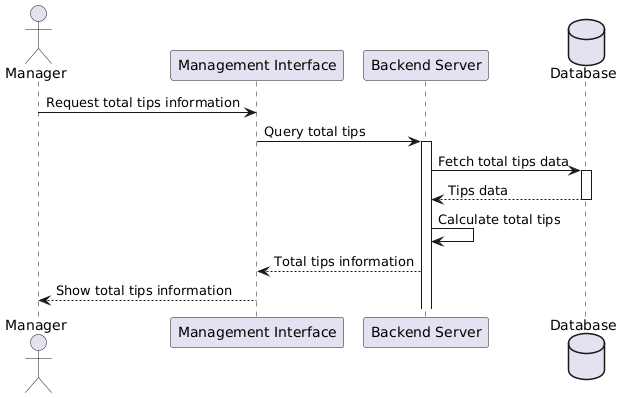 Manager
Management Interface
Backend Server
Database
Request total tips information
Query total tips
Fetch total tips data
Tips data
Calculate total tips
Total tips information
Show total tips information
Manager
Management Interface
Backend Server
Database